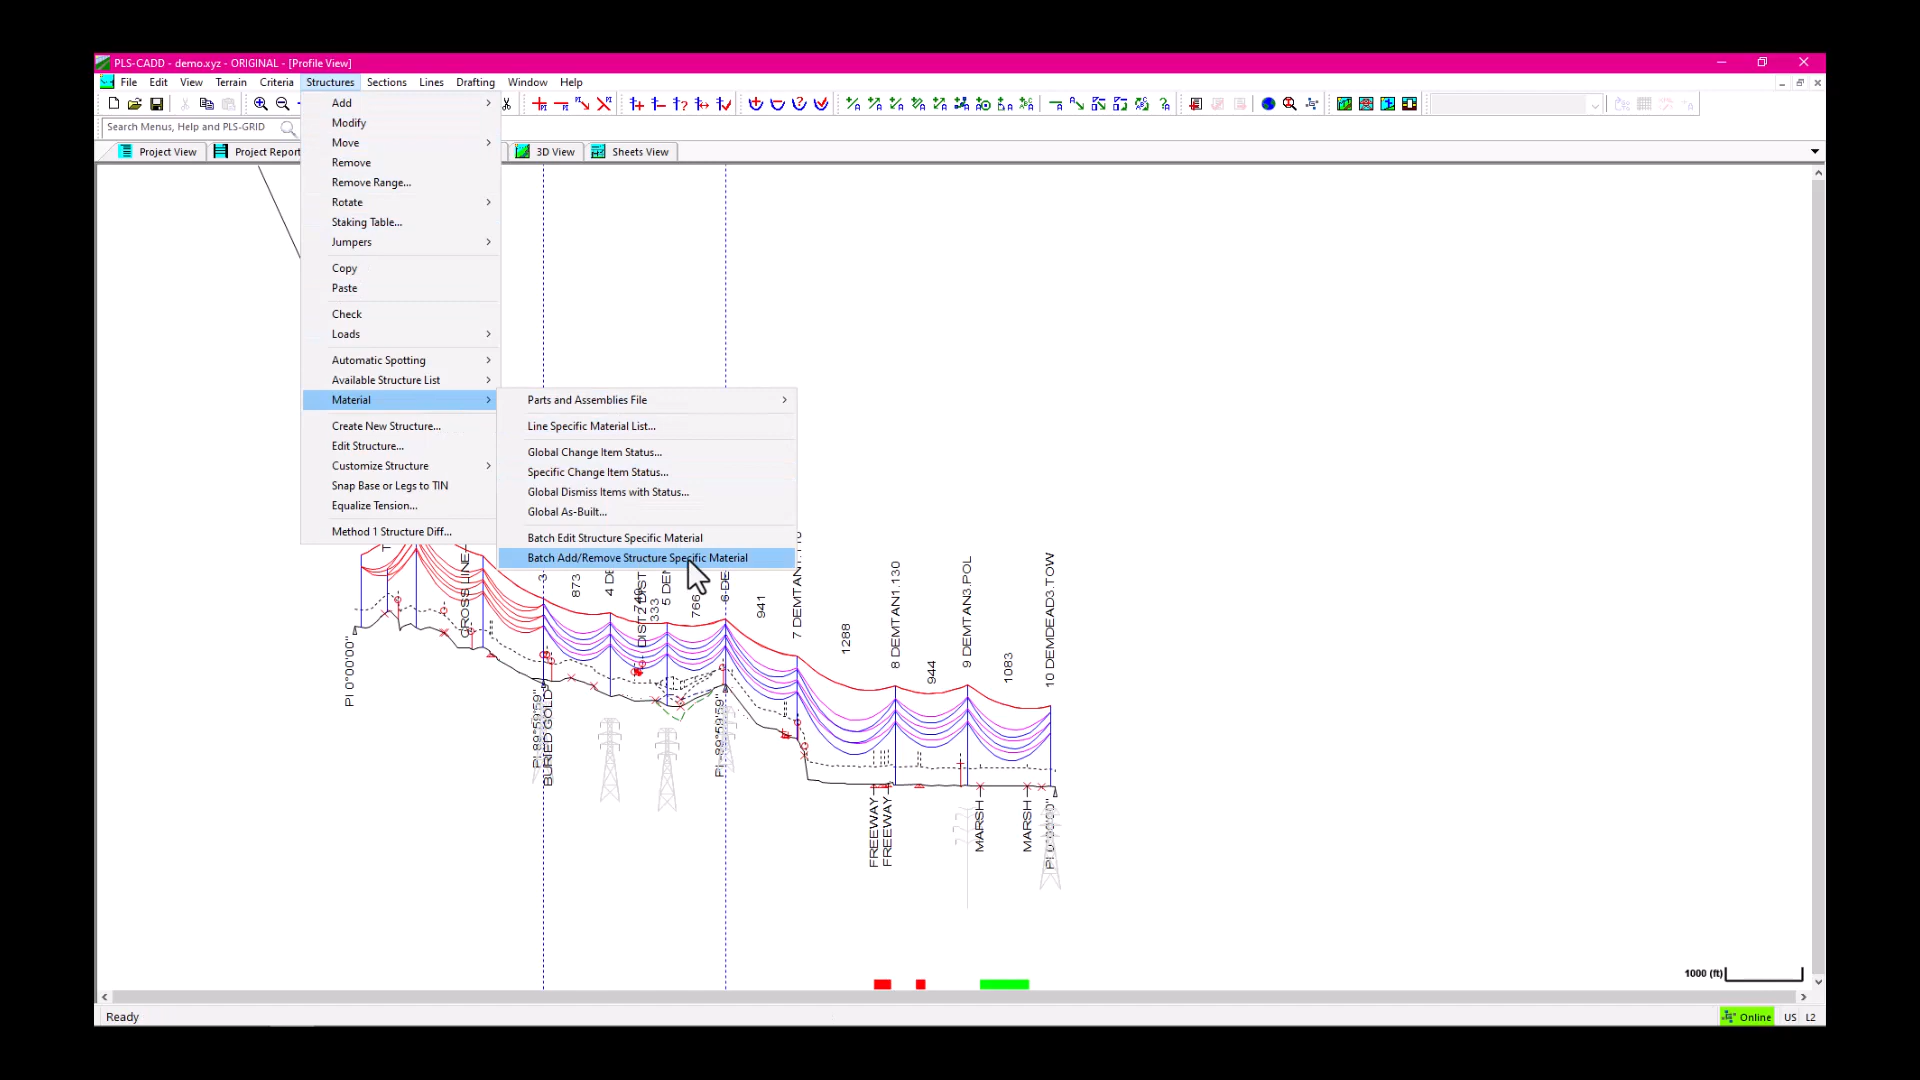 PLS-CADD - demo.xyz - ORIGINAL - [Profile View]
File Edit View Terrain Criteria Structures Sections Lines Drafting Window Help
Search Menus, Help and PLS-GRID
Project View
Project Report
3D View
Sheets View
Add
Modify
Move
Remove
Remove Range...
Rotate
Staking Table...
Jumpers
Copy
Paste
Check
Loads
Automatic Spotting
Available Structure List
Material
Create New Structure...
Edit Structure...
Customize Structure
Snap Base or Legs to TIN
Equalize Tension...
Method 1 Structure Diff...
Parts and Assemblies File
Line Specific Material List...
Global Change Item Status...
Specific Change Item Status...
Global Dismiss Items with Status...
Global As-Built...
Batch Edit Structure Specific Material
Batch Add/Remove Structure Specific Material
873
333
766
941
1288
8 DEMTAN1.130
944
9 DEMTAN3.POL
1083
10 DEMDEAD3.TOW
PI 0°00'00"
BURIED GOLD
FREEWAY
FREEWAY
MARSH
MARSH
PI 0°00'00"
1000 (ft)
Ready
Online US L2